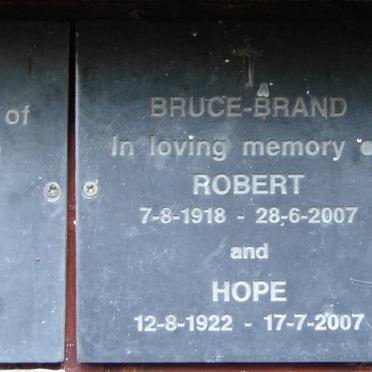 of
BRUCE-BRAND
In loving memory
ROBERT
7-8-1918 - 28-6-2007
and
HOPE
12-8-1922 - 17-7-2007